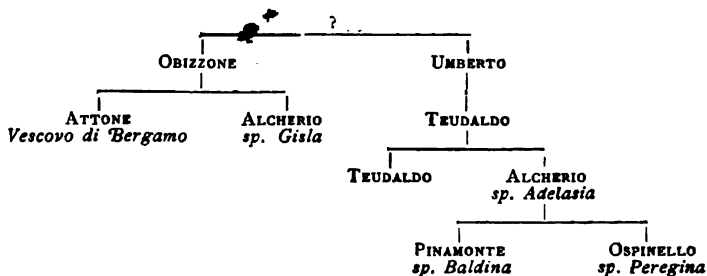 ?
OBIZZONE UMBERTO
ATTONE ALCHERIO TEUDALDO
Vescovo di Bergamo sp. Gisla
TEUDALDO ALCHERIO
sp. Adelasia
PINAMONTE OSPINELLO
sp. Baldina sp. Peregina